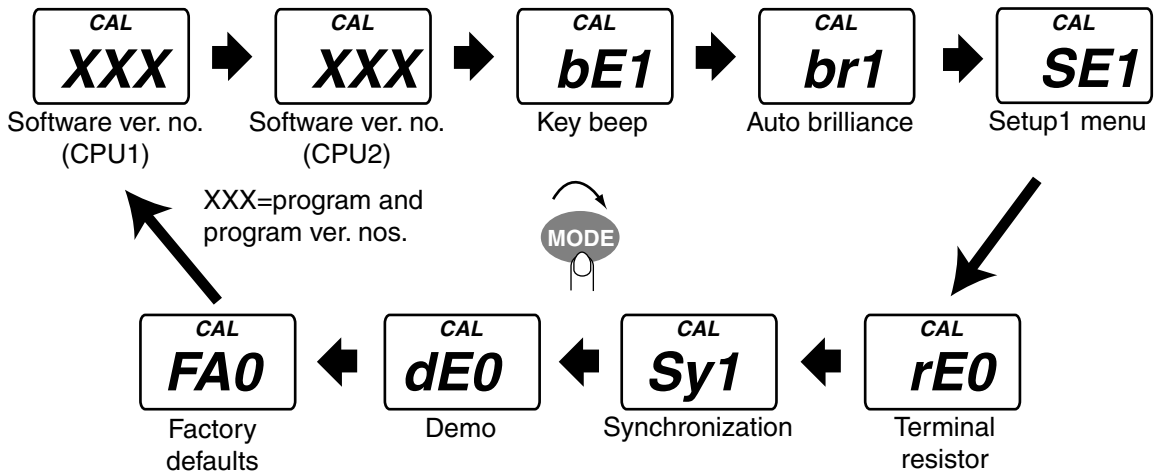 CAL
XXX
Software ver. no.
(CPU1)
CAL
XXX
Software ver. no.
(CPU2)
CAL
bE1
Key beep
CAL
br1
Auto brilliance
CAL
SE1
Setup1 menu
XXX=program and
program ver. nos.
MODE
CAL
FA0
Factory
defaults
CAL
dE0
Demo
CAL
Sy1
Synchronization
CAL
rE0
Terminal
resistor